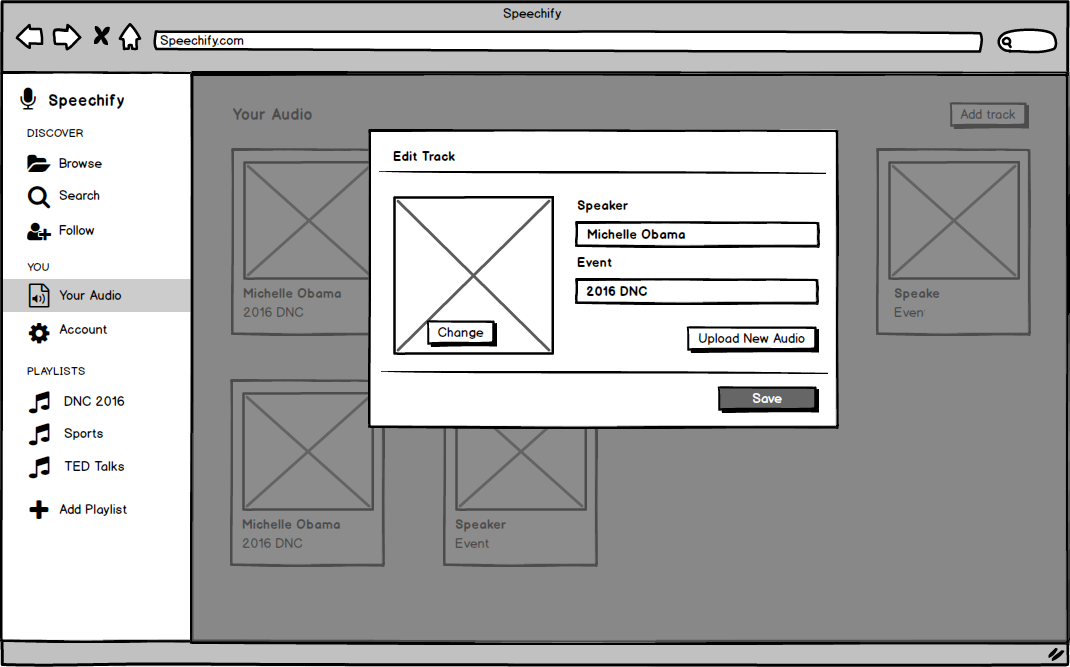 Speechify
Speechify.com
Speechify
DISCOVER
Browse
Search
Follow
YOU
Your Audio
Account
PLAYLISTS
DNC 2016
Sports
TED Talks
Add Playlist
Your Audio
Add track
Michelle Obama
2016 DNC
Speake
Even
Michelle Obama
2016 DNC
Speaker
Event
Edit Track
Change
Speaker
Michelle Obama
Event
2016 DNC
Upload New Audio
Save